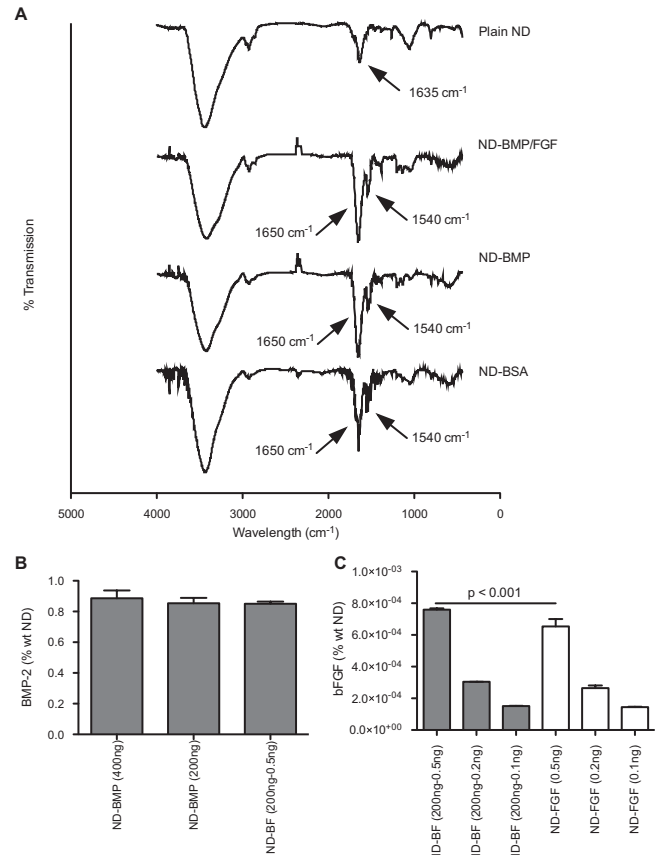 A
Plain ND
1635 cm⁻¹
ND-BMP/FGF
1650 cm⁻¹
1540 cm⁻¹
ND-BMP
1650 cm⁻¹
1540 cm⁻¹
ND-BSA
1650 cm⁻¹
1540 cm⁻¹
% Transmission
5000 4000 3000 2000 1000 0
Wavelength (cm⁻¹)
B
BMP-2 (% wt ND)
1.0
0.8
0.6
0.4
0.2
0.0
ND-BMP (400ng)
ND-BMP (200ng)
ND-BF (200ng-0.5ng)
C
bFGF (% wt ND)
1.0×10⁻⁰³
8.0×10⁻⁰⁴
6.0×10⁻⁰⁴
4.0×10⁻⁰⁴
2.0×10⁻⁰⁴
0.0×10⁺⁰⁰
p < 0.001
ID-BF (200ng-0.5ng)
ID-BF (200ng-0.2ng)
ID-BF (200ng-0.1ng)
ND-FGF (0.5ng)
ND-FGF (0.2ng)
ND-FGF (0.1ng)